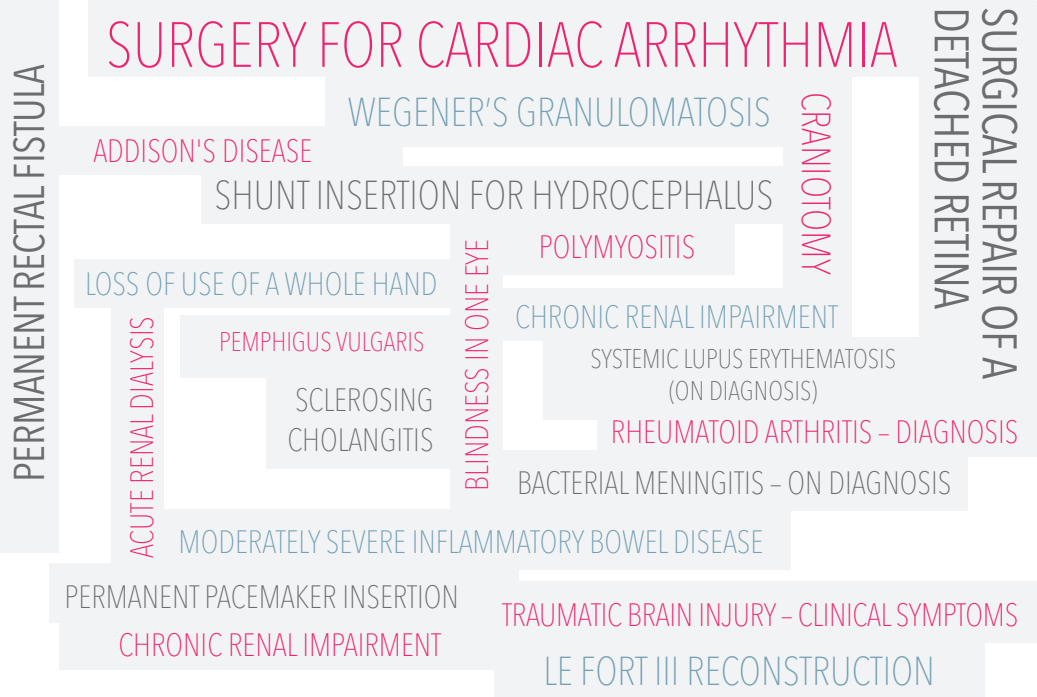 SURGERY FOR CARDIAC ARRHYTHMIA
SURGICAL REPAIR OF A
DETACHED RETINA
PERMANENT RECTAL FISTULA
WEGENER’S GRANULOMATOSIS
CRANIOTOMY
ADDISON'S DISEASE
SHUNT INSERTION FOR HYDROCEPHALUS
POLYMYOSITIS
BLINDNESS IN ONE EYE
LOSS OF USE OF A WHOLE HAND
CHRONIC RENAL IMPAIRMENT
ACUTE RENAL DIALYSIS
PEMPHIGUS VULGARIS
SYSTEMIC LUPUS ERYTHEMATOSIS
(ON DIAGNOSIS)
SCLEROSING
CHOLANGITIS
RHEUMATOID ARTHRITIS – DIAGNOSIS
BACTERIAL MENINGITIS – ON DIAGNOSIS
MODERATELY SEVERE INFLAMMATORY BOWEL DISEASE
PERMANENT PACEMAKER INSERTION
TRAUMATIC BRAIN INJURY – CLINICAL SYMPTOMS
CHRONIC RENAL IMPAIRMENT
LE FORT III RECONSTRUCTION